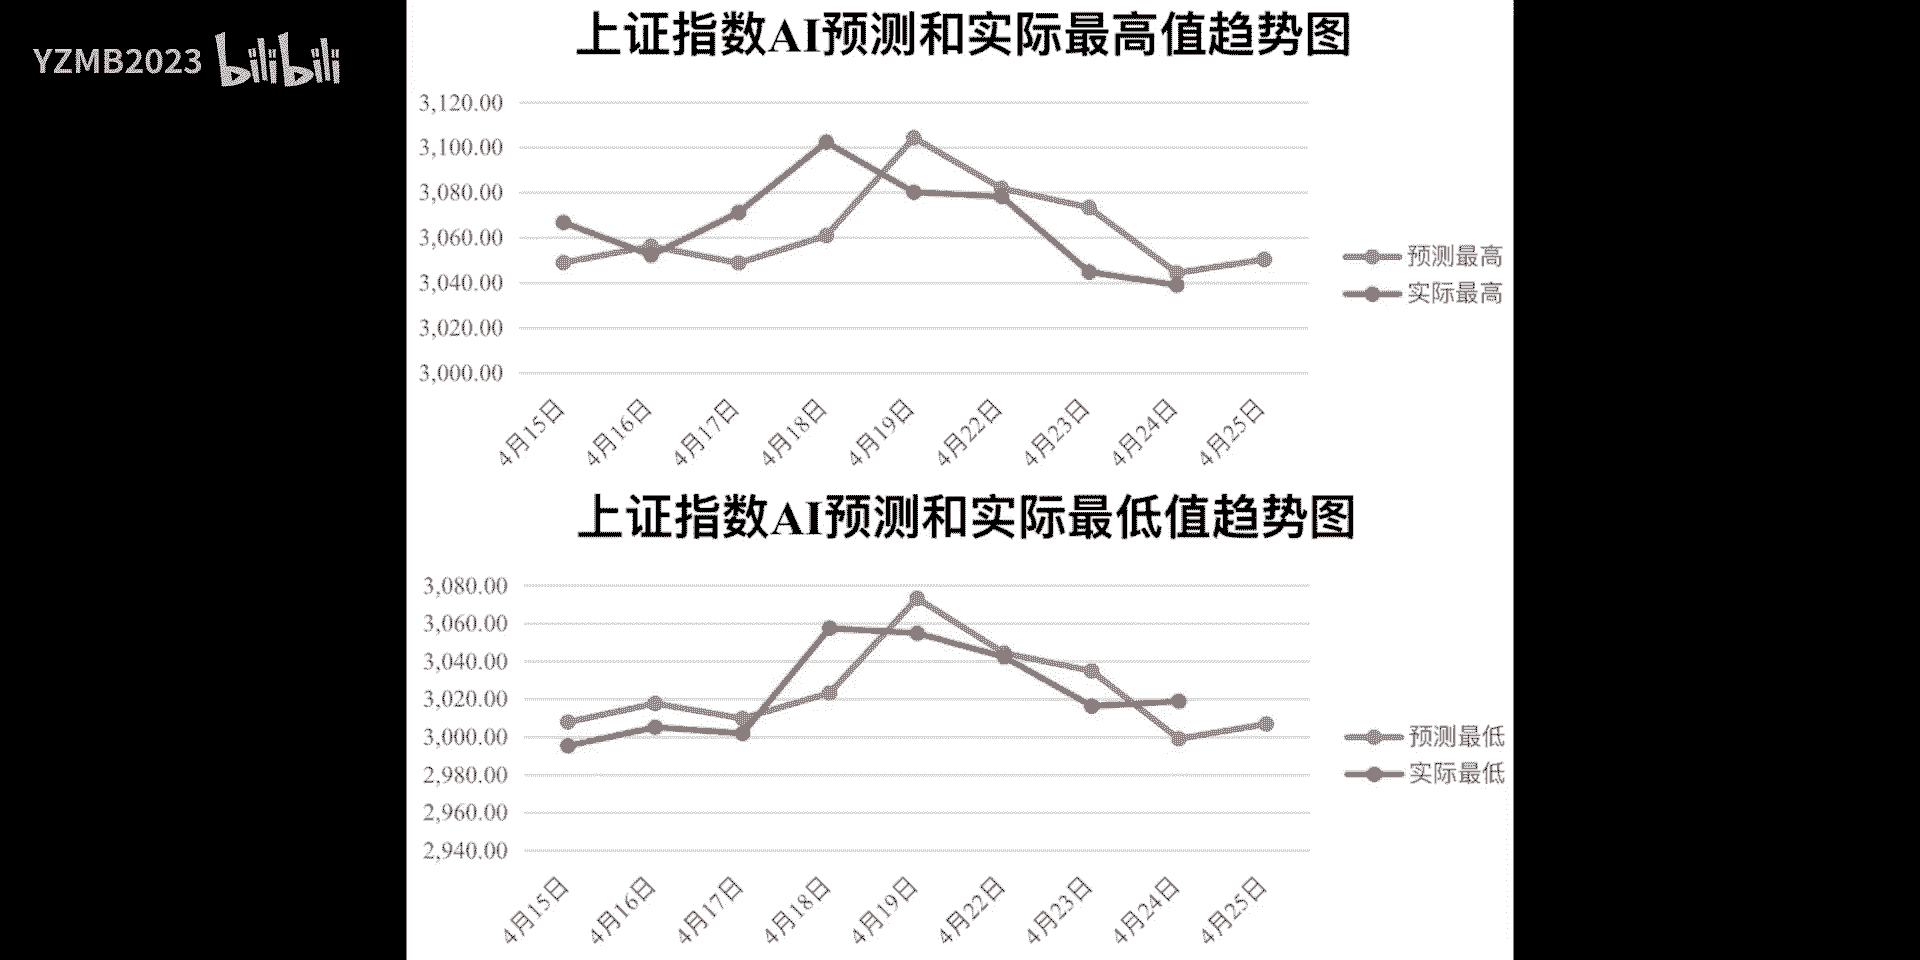 YZMB2023 bilibili
上证指数AI预测和实际最高值趋势图
3,120.00
3,100.00
3,080.00
3,060.00
3,040.00
3,020.00
3,000.00
预测最高
实际最高
4月15日 4月16日 4月17日 4月18日 4月19日 4月22日 4月23日 4月24日 4月25日
上证指数AI预测和实际最低值趋势图
3,080.00
3,060.00
3,040.00
3,020.00
3,000.00
2,980.00
2,960.00
2,940.00
预测最低
实际最低
4月15日 4月16日 4月17日 4月18日 4月19日 4月22日 4月23日 4月24日 4月25日